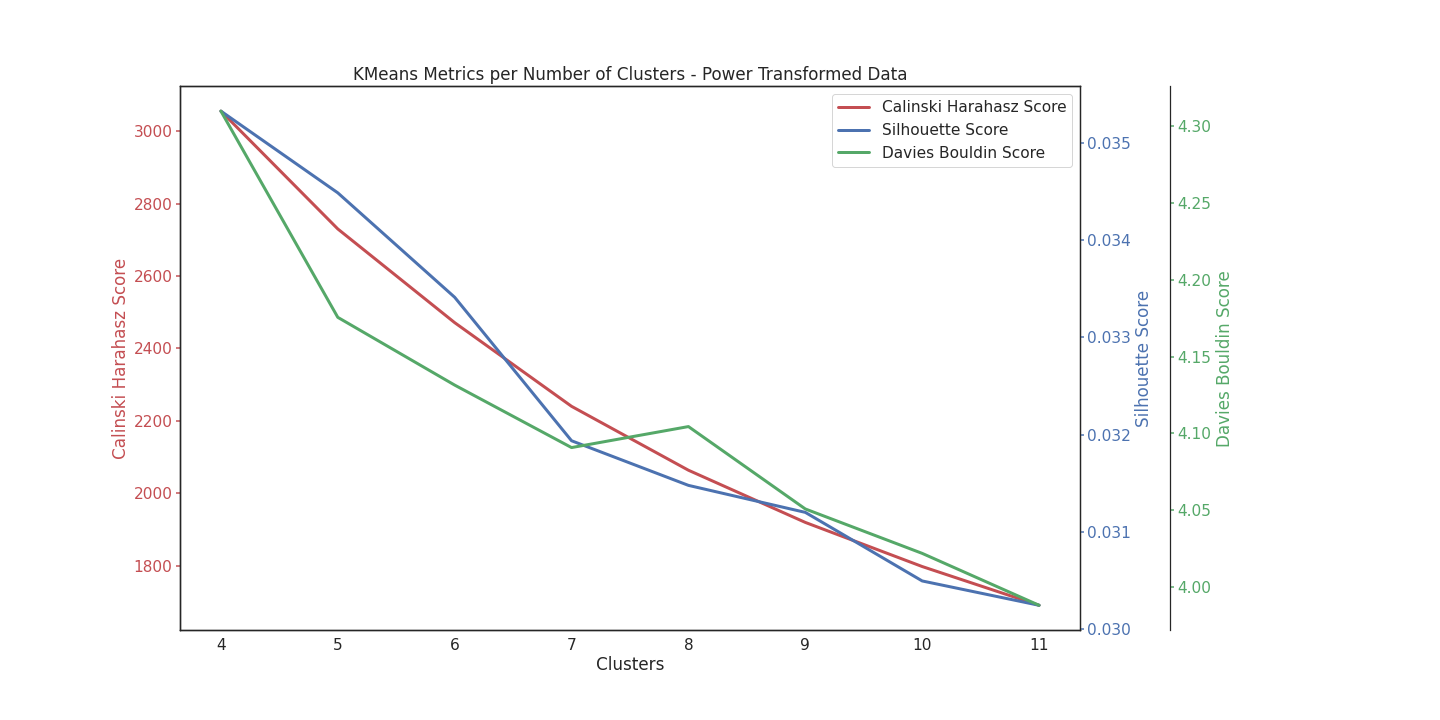 KMeans Metrics per Number of Clusters - Power Transformed Data
Calinski Harahasz Score
Silhouette Score
Davies Bouldin Score
3000
2800
2600
2400
2200
2000
1800
Calinski Harahasz Score
0.035
0.034
0.033
0.032
0.031
0.030
Silhouette Score
4.30
4.25
4.20
4.15
4.10
4.05
4.00
Davies Bouldin Score
4 5 6 7 8 9 10 11
Clusters